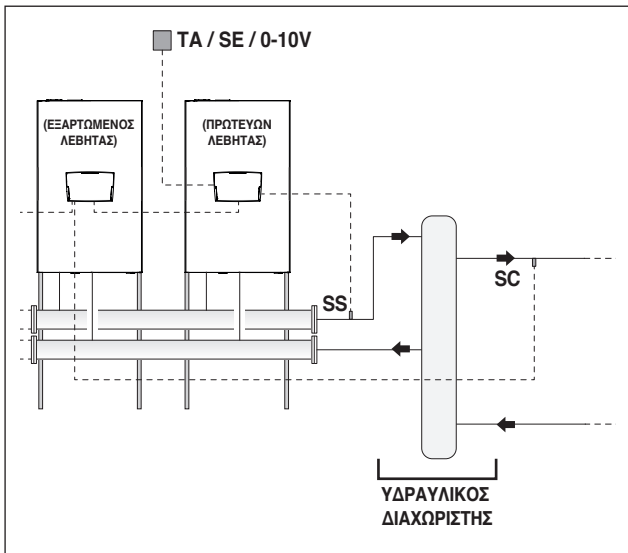 TA / SE / 0-10V
(ΕΞΑΡΤΩΜΕΝΟΣ
ΛΕΒΗΤΑΣ)
(ΠΡΩΤΕΥΩΝ
ΛΕΒΗΤΑΣ)
SS
SC
ΥΔΡΑΥΛΙΚΟΣ
ΔΙΑΧΩΡΙΣΤΗΣ